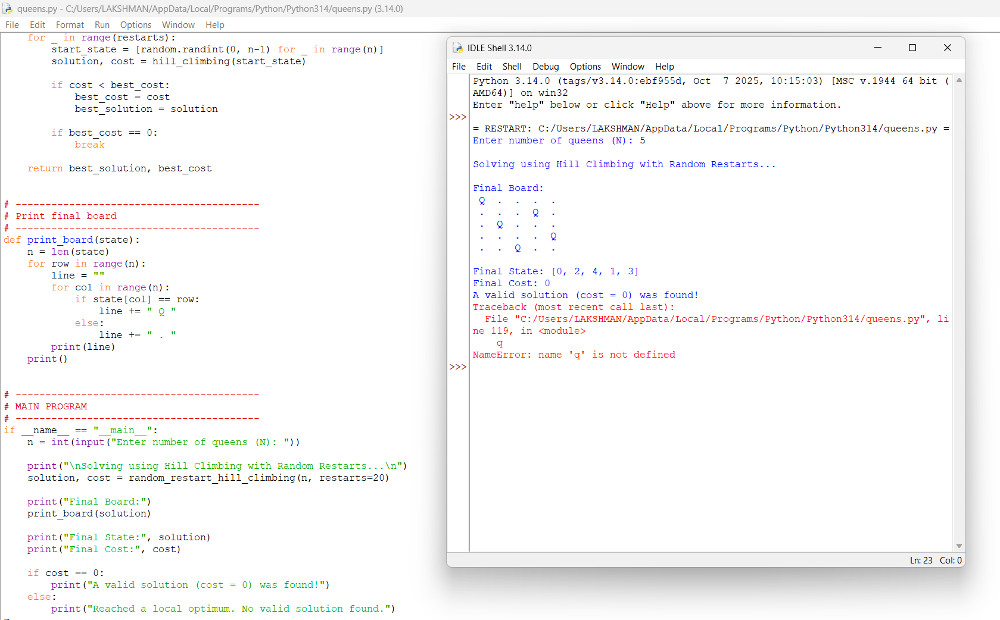 queens.py - C:/Users/LAKSHMAN/AppData/Local/Programs/Python/Python314/queens.py (3.14.0)
File Edit Format Run Options Window Help
    for _ in range(restarts):
        start_state = [random.randint(0, n-1) for _ in range(n)]
        solution, cost = hill_climbing(start_state)

        if cost < best_cost:
            best_cost = cost
            best_solution = solution

        if best_cost == 0:
            break

    return best_solution, best_cost

# -----------------------------------------
# Print final board
# -----------------------------------------
def print_board(state):
    n = len(state)
    for row in range(n):
        line = ""
        for col in range(n):
            if state[col] == row:
                line += " Q "
            else:
                line += " . "
        print(line)
    print()

# -----------------------------------------
# MAIN PROGRAM
# -----------------------------------------
if __name__ == "__main__":
    n = int(input("Enter number of queens (N): "))

    print("\nSolving using Hill Climbing with Random Restarts...\n")
    solution, cost = random_restart_hill_climbing(n, restarts=20)

    print("Final Board:")
    print_board(solution)

    print("Final State:", solution)
    print("Final Cost:", cost)

    if cost == 0:
        print("A valid solution (cost = 0) was found!")
    else:
        print("Reached a local optimum. No valid solution found.")
IDLE Shell 3.14.0
File Edit Shell Debug Options Window Help
Python 3.14.0 (tags/v3.14.0:ebf955d, Oct  7 2025, 10:15:03) [MSC v.1944 64 bit (
AMD64)] on win32
Enter "help" below or click "Help" above for more information.
>>>
= RESTART: C:/Users/LAKSHMAN/AppData/Local/Programs/Python/Python314/queens.py =
Enter number of queens (N): 5

Solving using Hill Climbing with Random Restarts...

Final Board:
 Q  .  .  .  .
 .  .  .  Q  .
 .  Q  .  .  .
 .  .  .  .  Q
 .  .  Q  .  .

Final State: [0, 2, 4, 1, 3]
Final Cost: 0
A valid solution (cost = 0) was found!
Traceback (most recent call last):
  File "C:/Users/LAKSHMAN/AppData/Local/Programs/Python/Python314/queens.py", li
ne 119, in <module>
    q
NameError: name 'q' is not defined
>>>
Ln: 23 Col: 0